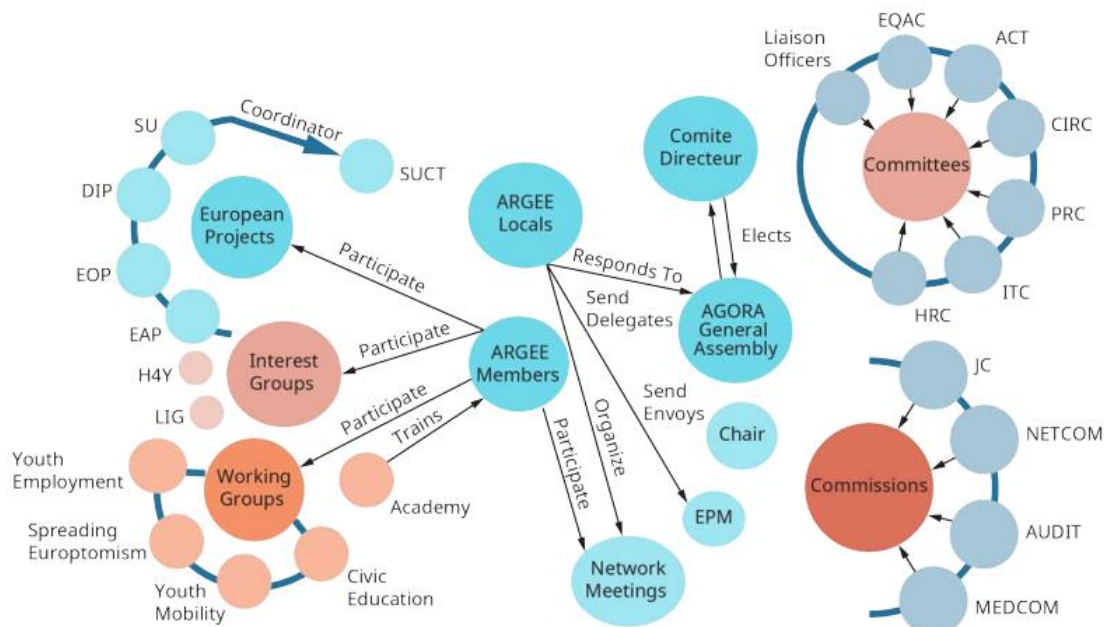 SU
Coordinator
SUCT
DIP
European
Projects
EOP
EAP
Participate
H4Y
LIG
Interest
Groups
Participate
ARGEE
Locals
ARGEE
Members
Participate
Trains
Youth
Employment
Working
Groups
Academy
Spreading
Europtomism
Youth
Mobility
Civic
Education
Comite
Directeur
Elects
Responds To
Send
Delegates
AGORA
General
Assembly
Send
Envoys
Organize
Participate
Chair
EPM
Network
Meetings
Liaison
Officers
EQAC
ACT
CIRC
Committees
PRC
ITC
HRC
JC
NETCOM
Commissions
AUDIT
MEDCOM